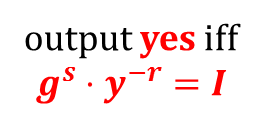 output yes iff
g^s · y^{-r} = I